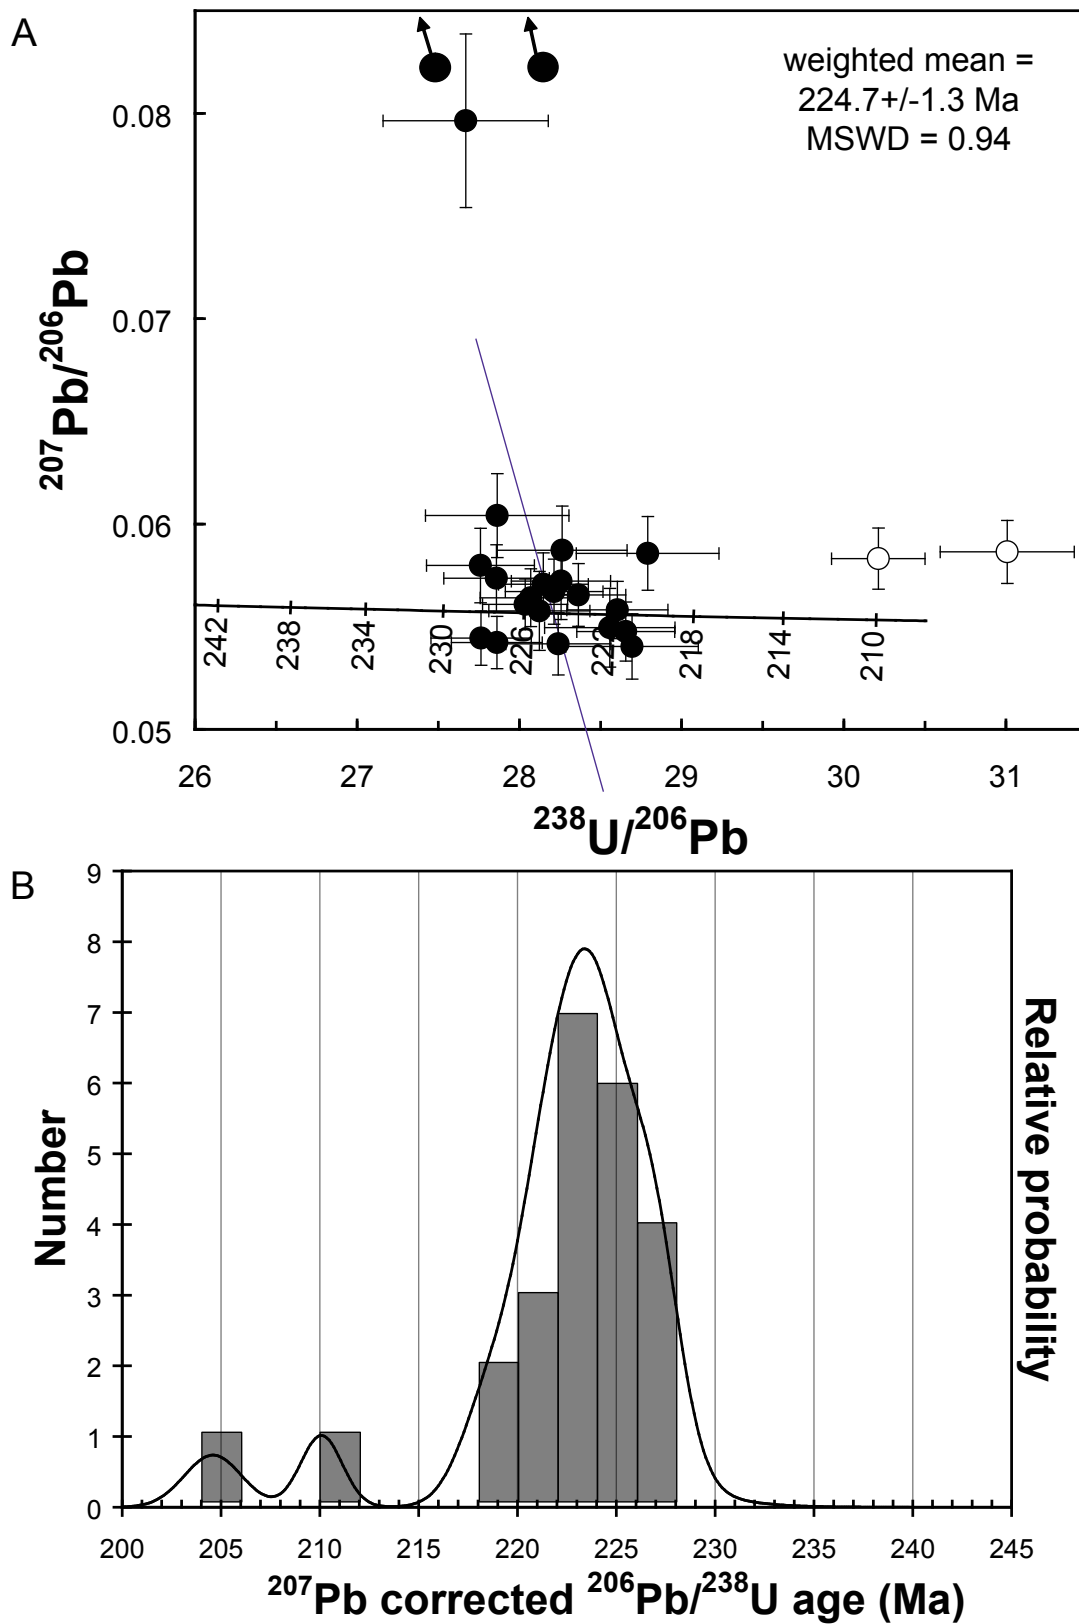 A
weighted mean =
224.7+/-1.3 Ma
MSWD = 0.94
0.08
0.07
0.06
0.05
²⁰⁷Pb/²⁰⁶Pb
242 238 234 230 226 222 218 214 210
26 27 28 29 30 31
²³⁸U/²⁰⁶Pb
B
9
8
7
6
5
4
3
2
1
0
Number
Relative probability
200 205 210 215 220 225 230 235 240 245
²⁰⁷Pb corrected ²⁰⁶Pb/²³⁸U age (Ma)